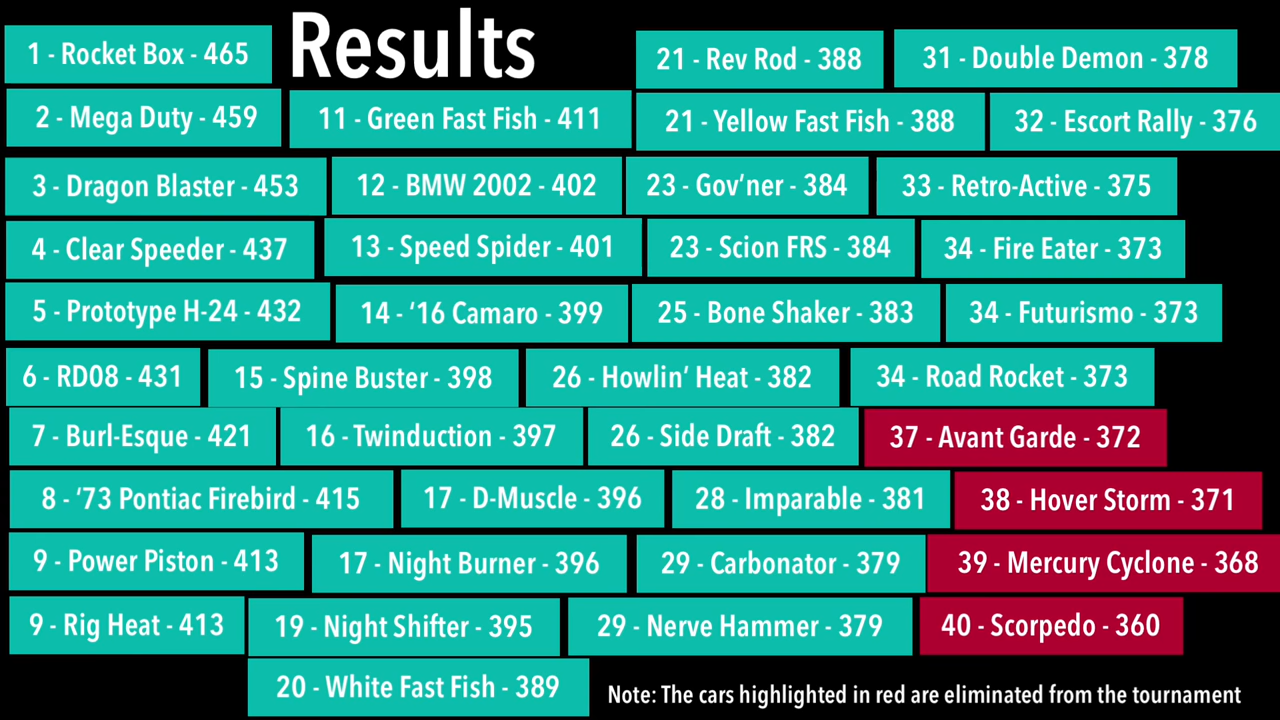 Results
1 - Rocket Box - 465
2 - Mega Duty - 459
3 - Dragon Blaster - 453
4 - Clear Speeder - 437
5 - Prototype H-24 - 432
6 - RD08 - 431
7 - Burl-Esque - 421
8 - ‘73 Pontiac Firebird - 415
9 - Power Piston - 413
9 - Rig Heat - 413
11 - Green Fast Fish - 411
12 - BMW 2002 - 402
13 - Speed Spider - 401
14 - ‘16 Camaro - 399
15 - Spine Buster - 398
16 - Twinduction - 397
17 - D-Muscle - 396
17 - Night Burner - 396
19 - Night Shifter - 395
20 - White Fast Fish - 389
21 - Rev Rod - 388
21 - Yellow Fast Fish - 388
23 - Gov’ner - 384
23 - Scion FRS - 384
25 - Bone Shaker - 383
26 - Howlin’ Heat - 382
26 - Side Draft - 382
28 - Imparable - 381
29 - Carbonator - 379
29 - Nerve Hammer - 379
31 - Double Demon - 378
32 - Escort Rally - 376
33 - Retro-Active - 375
34 - Fire Eater - 373
34 - Futurismo - 373
34 - Road Rocket - 373
37 - Avant Garde - 372
38 - Hover Storm - 371
39 - Mercury Cyclone - 368
40 - Scorpedo - 360
Note: The cars highlighted in red are eliminated from the tournament